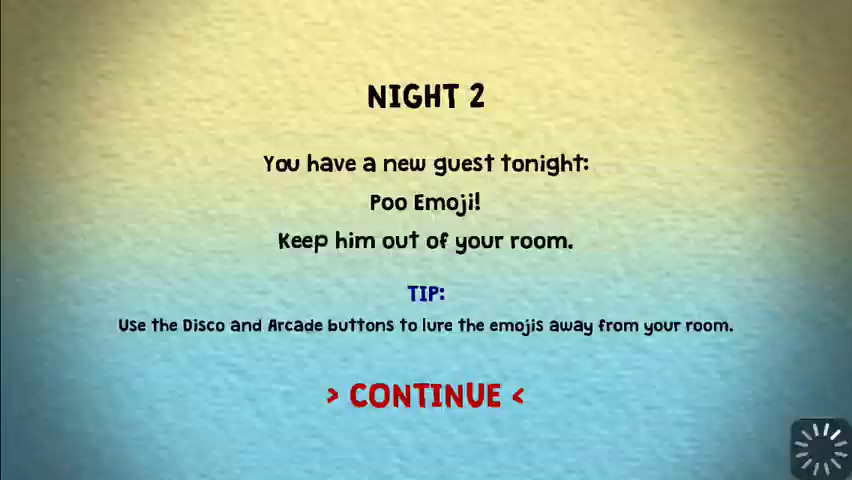 NIGHT 2
You have a new guest tonight:
Poo Emoji!
Keep him out of your room.
TIP:
Use the Disco and Arcade buttons to lure the emojis away from your room.
> CONTINUE <